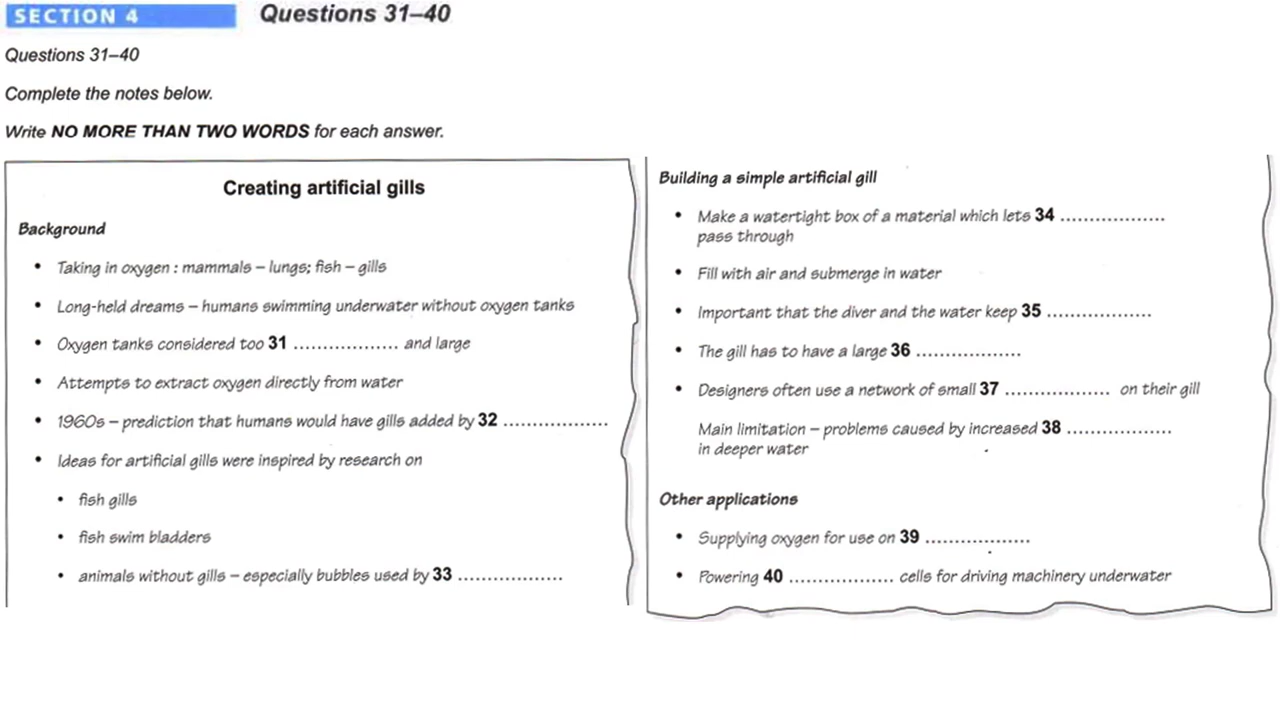 SECTION 4
Questions 31–40
Questions 31–40
Complete the notes below.
Write NO MORE THAN TWO WORDS for each answer.
Creating artificial gills
Background
• Taking in oxygen : mammals – lungs; fish – gills
• Long-held dreams – humans swimming underwater without oxygen tanks
• Oxygen tanks considered too 31 .................. and large
• Attempts to extract oxygen directly from water
• 1960s – prediction that humans would have gills added by 32 ..................
• Ideas for artificial gills were inspired by research on
• fish gills
• fish swim bladders
• animals without gills – especially bubbles used by 33 ..................
Building a simple artificial gill
• Make a watertight box of a material which lets 34 ..................
pass through
• Fill with air and submerge in water
• Important that the diver and the water keep 35 ..................
• The gill has to have a large 36 ..................
• Designers often use a network of small 37 .................. on their gill
Main limitation – problems caused by increased 38 ..................
in deeper water
Other applications
• Supplying oxygen for use on 39 ..................
• Powering 40 .................. cells for driving machinery underwater